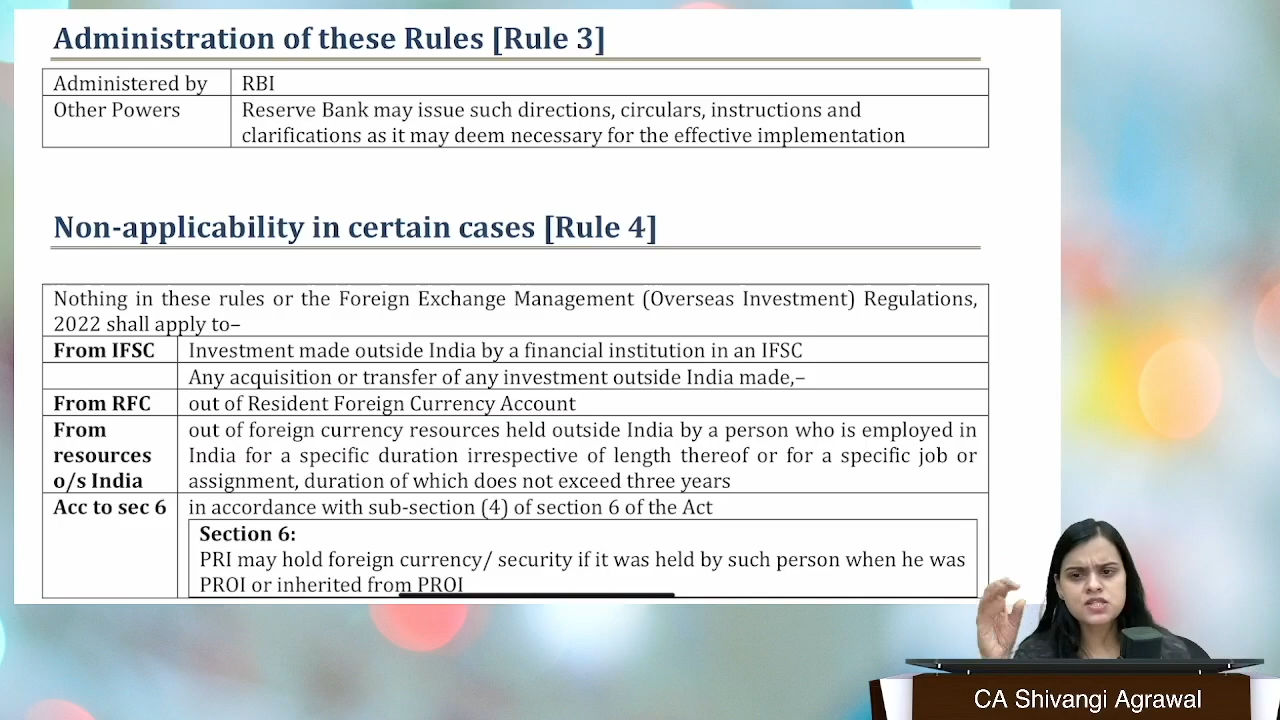 Administration of these Rules [Rule 3]
Administered by RBI
Other Powers Reserve Bank may issue such directions, circulars, instructions and
clarifications as it may deem necessary for the effective implementation
Non-applicability in certain cases [Rule 4]
Nothing in these rules or the Foreign Exchange Management (Overseas Investment) Regulations,
2022 shall apply to–
From IFSC Investment made outside India by a financial institution in an IFSC
Any acquisition or transfer of any investment outside India made,–
From RFC out of Resident Foreign Currency Account
From out of foreign currency resources held outside India by a person who is employed in
resources India for a specific duration irrespective of length thereof or for a specific job or
o/s India assignment, duration of which does not exceed three years
Acc to sec 6 in accordance with sub-section (4) of section 6 of the Act
Section 6:
PRI may hold foreign currency/ security if it was held by such person when he was
PROI or inherited from PROI
CA Shivangi Agrawal